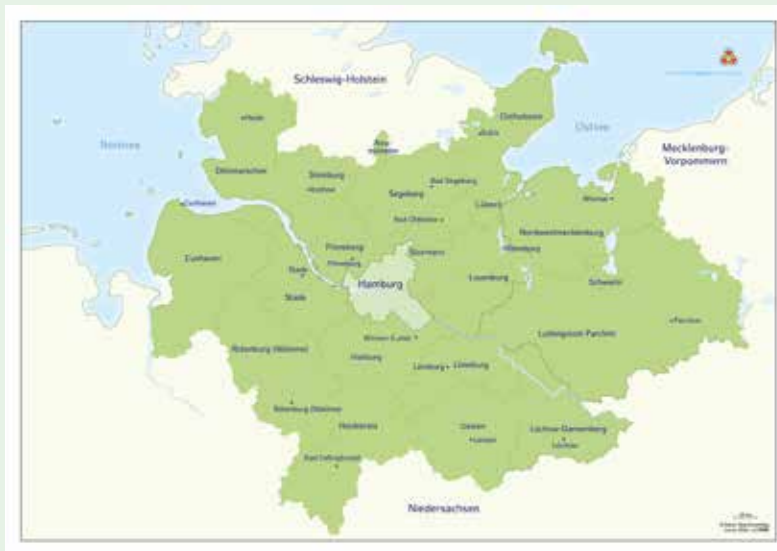 Schleswig-Holstein
Ostholstein
Eutin
Ostsee
Nordsee
Heide
Mecklenburg-
Vorpommern
Dithmarschen
Steinburg
Itzehoe
Segeberg
Bad Segeberg
Lübeck
Wismar
Cuxhaven
Bad Oldesloe
Nordwestmecklenburg
Cuxhaven
Pinneberg
Pinneberg
Stormarn
Stade
Hamburg
Lauenburg
Schwerin
Stade
Ludwigslust-Parchim
Parchim
Rotenburg (Wümme)
Harburg
Winsen (Luhe)
Lüneburg
Lüneburg
Rotenburg (Wümme)
Heidekreis
Uelzen
Uelzen
Lüchow-Dannenberg
Lüchow
Bad Fallingbostel
Niedersachsen